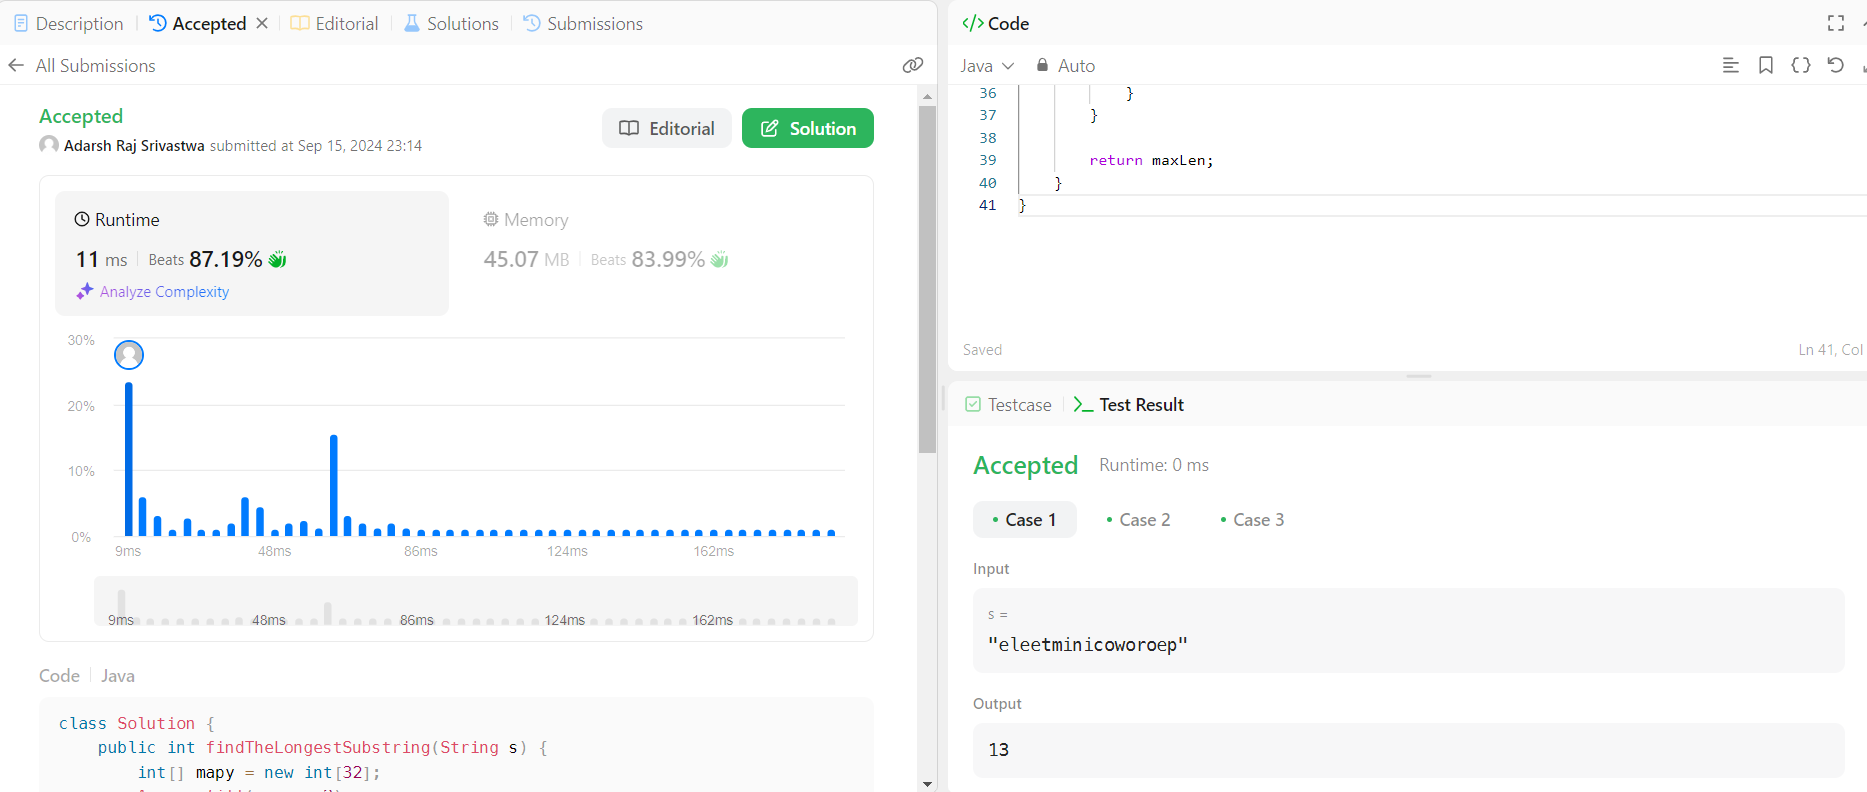 Description
Accepted
Editorial
Solutions
Submissions
All Submissions
Accepted
Adarsh Raj Srivastwa submitted at Sep 15, 2024 23:14
Editorial
Solution
Runtime
11 ms
Beats 87.19%
Analyze Complexity
Memory
45.07 MB
Beats 83.99%
30%
20%
10%
0%
9ms 48ms 86ms 124ms 162ms
9ms 48ms 86ms 124ms 162ms
Code
Java
class Solution {
public int findTheLongestSubstring(String s) {
int[] mapy = new int[32];
</> Code
Java
Auto
36 }
37 }
38
39 return maxLen;
40 }
41 }
Saved
Ln 41, Col
Testcase
Test Result
Accepted Runtime: 0 ms
Case 1
Case 2
Case 3
Input
s =
"eleetminicoworoep"
Output
13